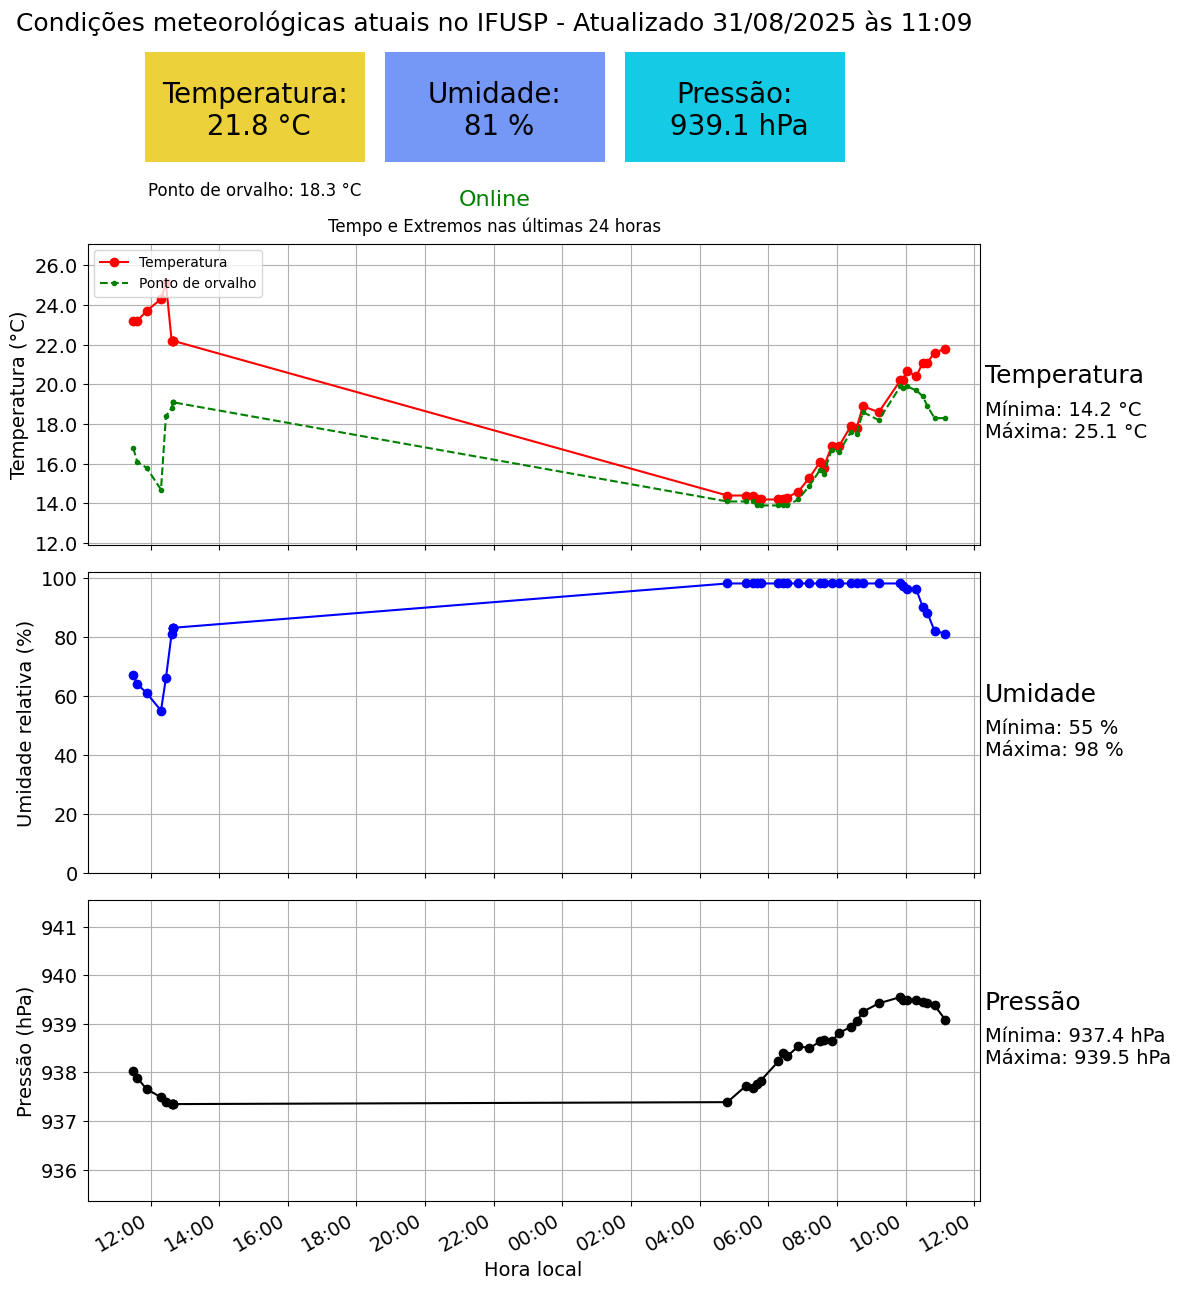 Condições meteorológicas atuais no IFUSP - Atualizado 31/08/2025 às 11:09
Temperatura:
21.8 °C
Umidade:
81 %
Pressão:
939.1 hPa
Ponto de orvalho: 18.3 °C
Online
Tempo e Extremos nas últimas 24 horas
Temperatura
Ponto de orvalho
Temperatura (°C)
26.0
24.0
22.0
20.0
18.0
16.0
14.0
12.0
Temperatura
Mínima: 14.2 °C
Máxima: 25.1 °C
Umidade relativa (%)
100
80
60
40
20
0
Umidade
Mínima: 55 %
Máxima: 98 %
Pressão (hPa)
941
940
939
938
937
936
Pressão
Mínima: 937.4 hPa
Máxima: 939.5 hPa
12:00
14:00
16:00
18:00
20:00
22:00
00:00
02:00
04:00
06:00
08:00
10:00
12:00
Hora local